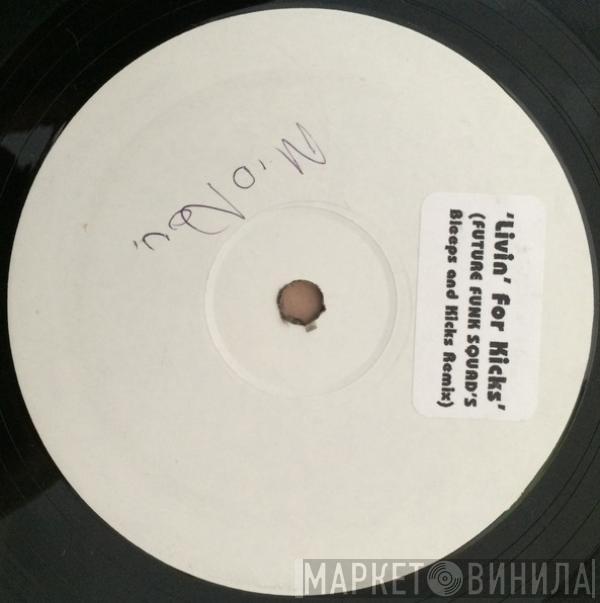 'Livin' for Kicks'
(FUTURE FUNK SQUAD'S
Bleeps and Kicks Remix)
МАРКЕТ ВИНИЛА